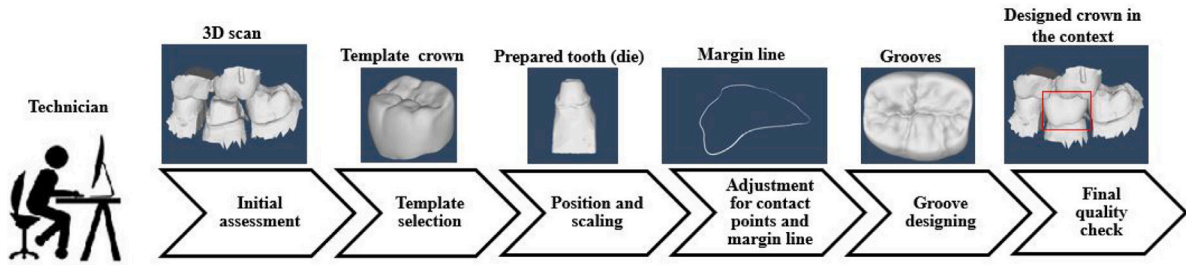 Technician
3D scan
Template crown
Prepared tooth (die)
Margin line
Grooves
Designed crown in
the context
Initial
assessment
Template
selection
Position and
scaling
Adjustment
for contact
points and
margin line
Groove
designing
Final
quality
check